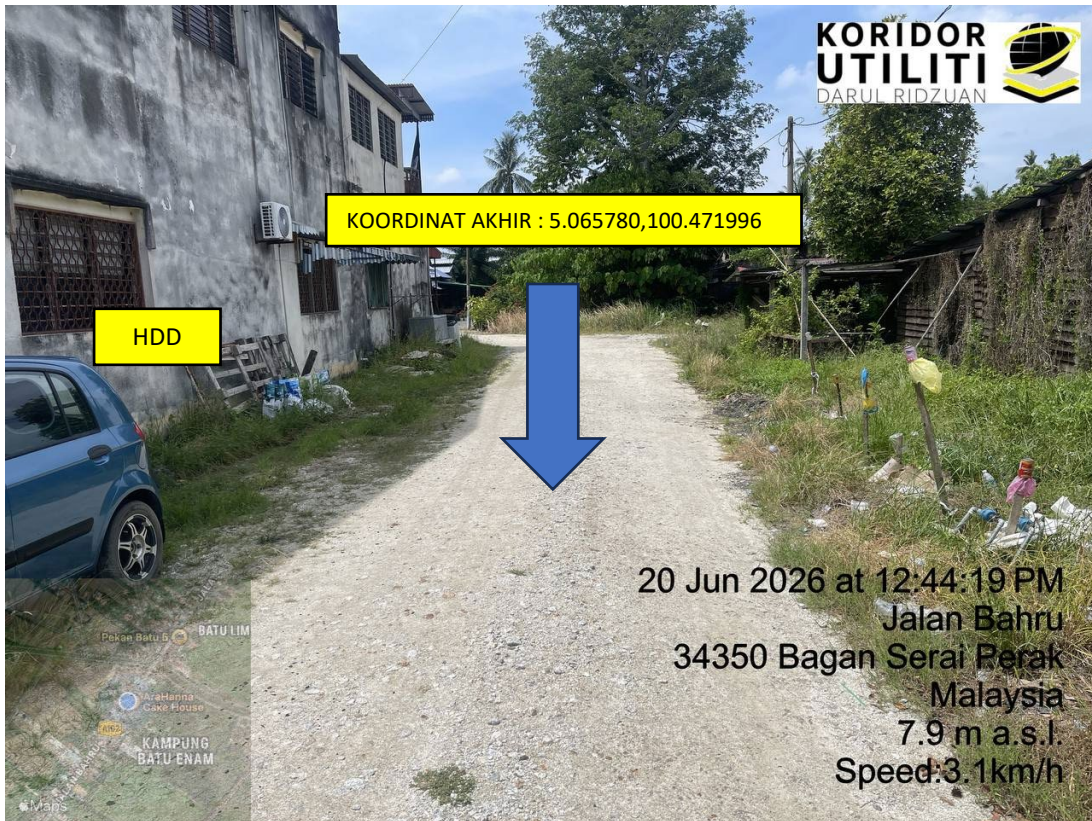 KORIDOR
UTILITI
DARUL RIDZUAN
KOORDINAT AKHIR : 5.065780,100.471996
HDD
20 Jun 2026 at 12:44:19 PM
Jalan Bahru
34350 Bagan Serai Perak
Malaysia
7.9 m a.s.l.
Speed:3.1km/h
Pekan Batu 6
BATU LIM
AraHanna
Cake House
KAMPUNG
BATU ENAM
Maps